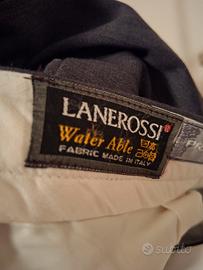 LANEROSSI
Water Able
FABRIC MADE IN ITALY
subito